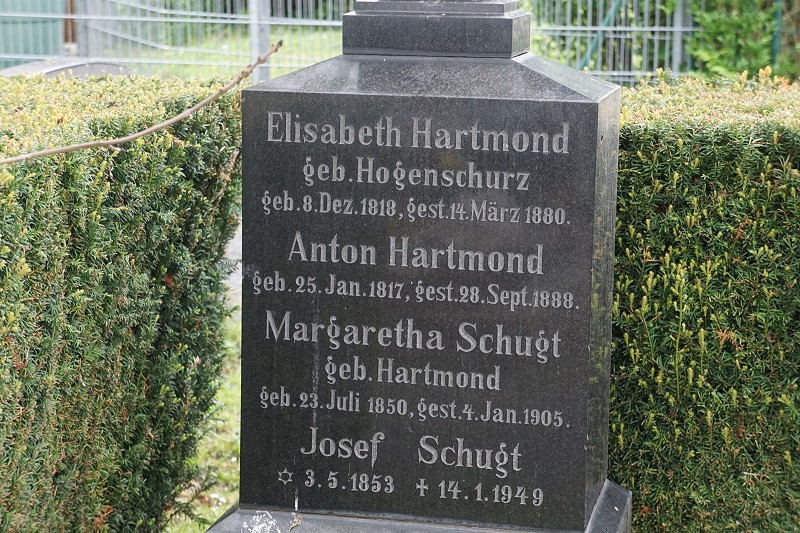 Elisabeth Hartmond
geb. Hogenschurz
geb. 8. Dez. 1818, gest. 14. März 1880.
Anton Hartmond
geb. 25. Jan. 1817, gest. 28. Sept. 1888.
Margaretha Schugt
geb. Hartmond
geb. 23. Juli 1850, gest. 4. Jan. 1905.
Josef Schugt
✡ 3.5.1853 ✝ 14.1.1949